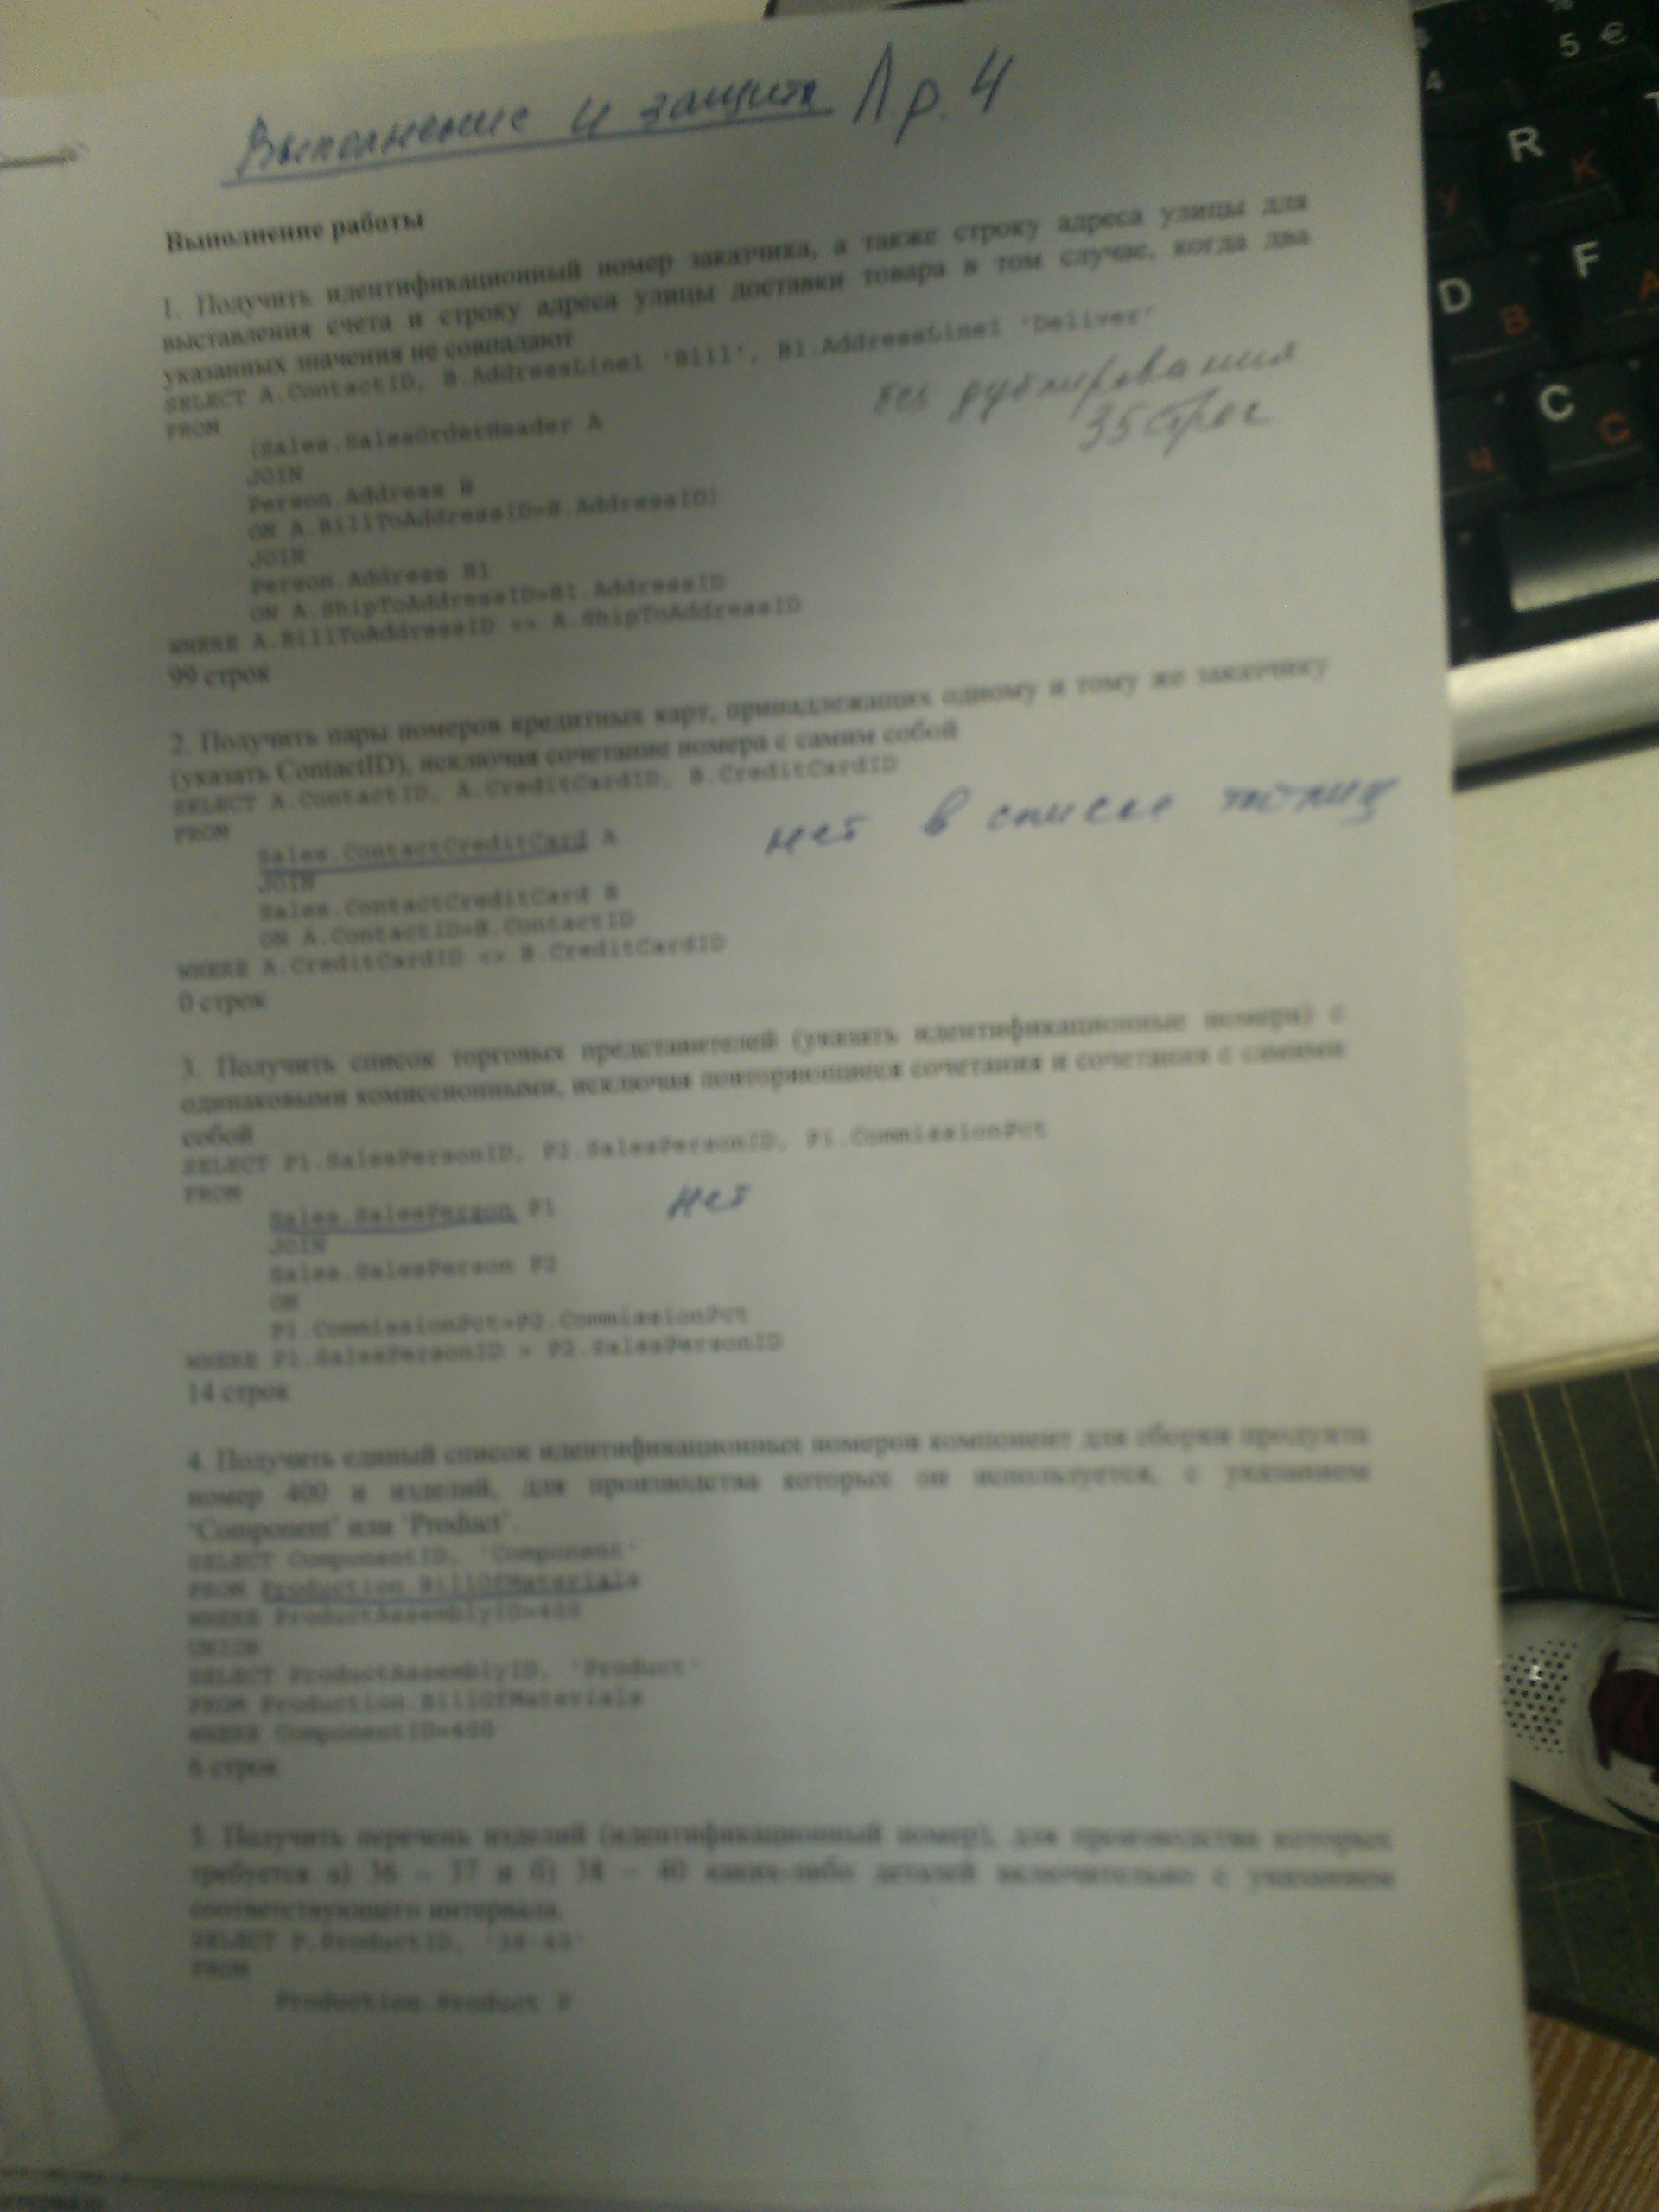 Выполнение и защита Лр. 4
Выполнение работы
1. Получить идентификационный номер заказчика, а также строку адреса улицы для
выставления счета и строку адреса улицы доставки товара в том случае, когда два
указанных значения не совпадают
SELECT A.ContactID, B.AddressLine1 'Bill', B1.AddressLine1 'Deliver'
FROM
(Sales.SalesOrderHeader A
без дублирования
35 строк
JOIN
Person.Address B
ON A.BillToAddressID=B.AddressID)
JOIN
Person.Address B1
ON A.ShipToAddressID=B1.AddressID
WHERE A.BillToAddressID <> A.ShipToAddressID
99 строк
2. Получить пары номеров кредитных карт, принадлежащих одному и тому же заказчику
(указать ContactID), исключая сочетание номера с самим собой
SELECT A.ContactID, A.CreditCardID, B.CreditCardID
FROM
Sales.ContactCreditCard A
нет в списке таблиц
JOIN
Sales.ContactCreditCard B
ON A.ContactID=B.ContactID
WHERE A.CreditCardID <> B.CreditCardID
0 строк
3. Получить список торговых представителей (указать идентификационные номера) с
одинаковыми комиссионными, исключая повторяющиеся сочетания и сочетания с самими
собой
SELECT P1.SalesPersonID, P2.SalesPersonID, P1.CommissionPct
FROM
Sales.SalesPerson P1
нет
JOIN
Sales.SalesPerson P2
ON
P1.CommissionPct=P2.CommissionPct
WHERE P1.SalesPersonID P2.SalesPersonID
14 строк
4. Получить единый список идентификационных номеров компонент для сборки продукта
номер 400 и изделий, для производства которых он используется, с указанием
'Component' или 'Product'.
SELECT ComponentID, 'Component'
FROM Production.BillOfMaterials
WHERE ProductAssemblyID=400
UNION
SELECT ProductAssemblyID, 'Product'
FROM Production.BillOfMaterials
WHERE ComponentID=400
6 строк
5. Получить перечень изделий (идентификационный номер), для производства которых
требуется а) 36 – 37 и б) 38 – 40 каких-либо деталей включительно с указанием
соответствующего интервала.
SELECT P.ProductID, '38-40'
FROM
Production.Product P
R
К
T
У
D
В
F
А
C
С
Ч
4
5
€